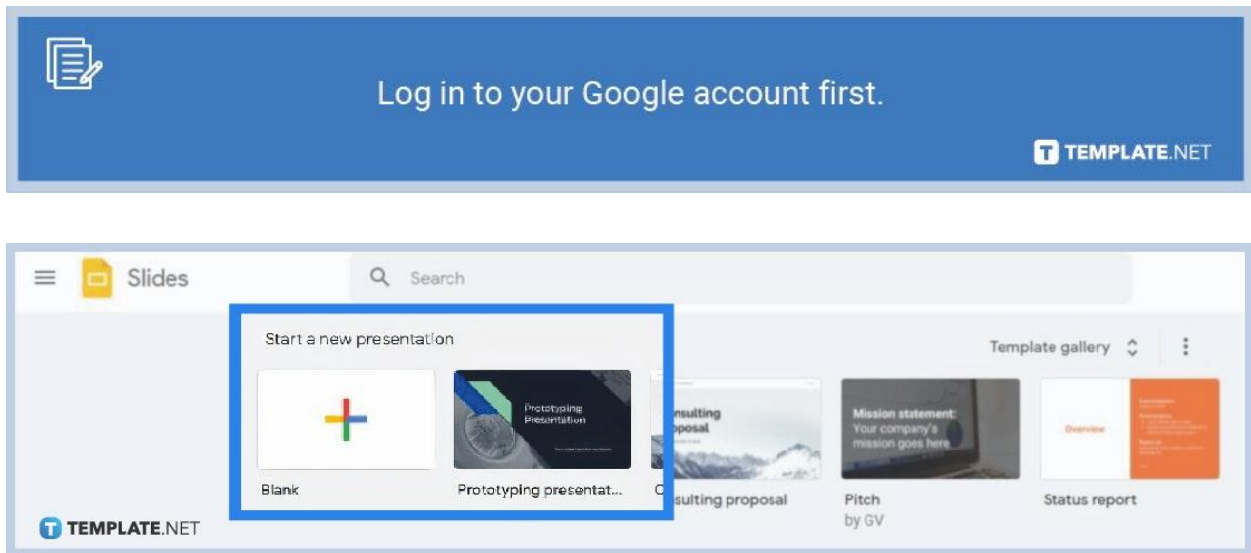 Log in to your Google account first.
T TEMPLATE.NET
Slides
Search
Start a new presentation
Template gallery
Prototyping
Presentation
nsulting
oposal
Mission statement:
Your company's
mission goes here
Overview
Blank
Prototyping presentat...
C
sulting proposal
Pitch
by GV
Status report
T TEMPLATE.NET